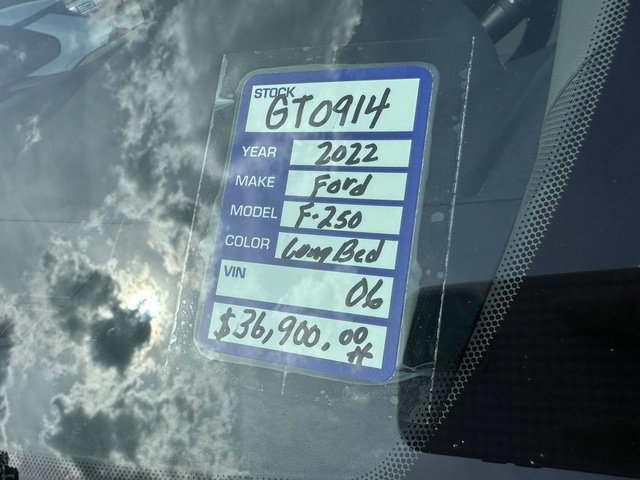 STOCK GT0914
YEAR 2022
MAKE Ford
MODEL F-250
COLOR Long Bed
VIN 06
$36,900.00